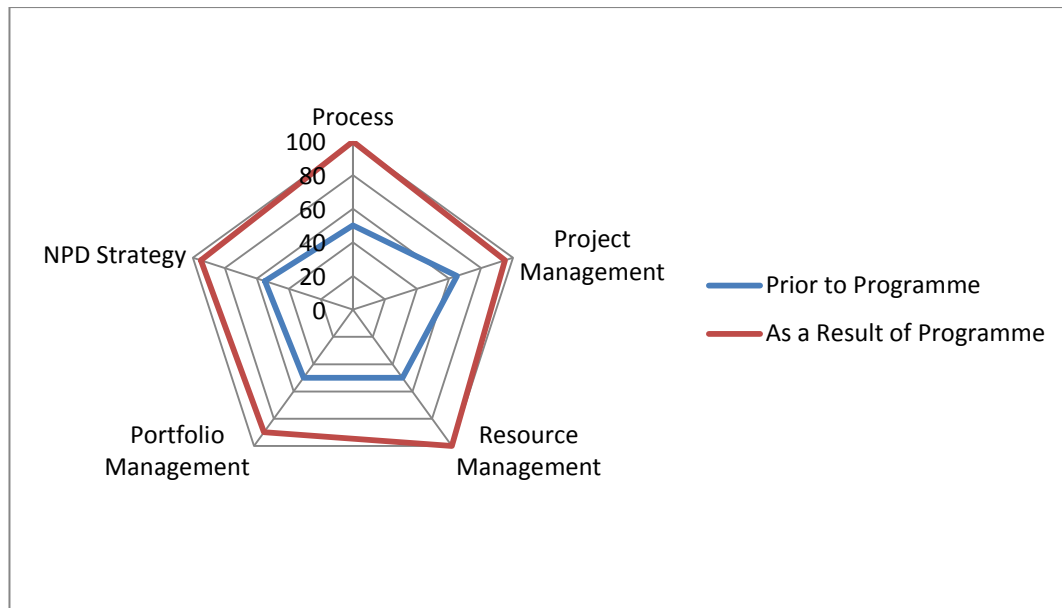 Process
100
80
60
40
20
0
Project
Management
Resource
Management
Portfolio
Management
NPD Strategy
Prior to Programme
As a Result of Programme